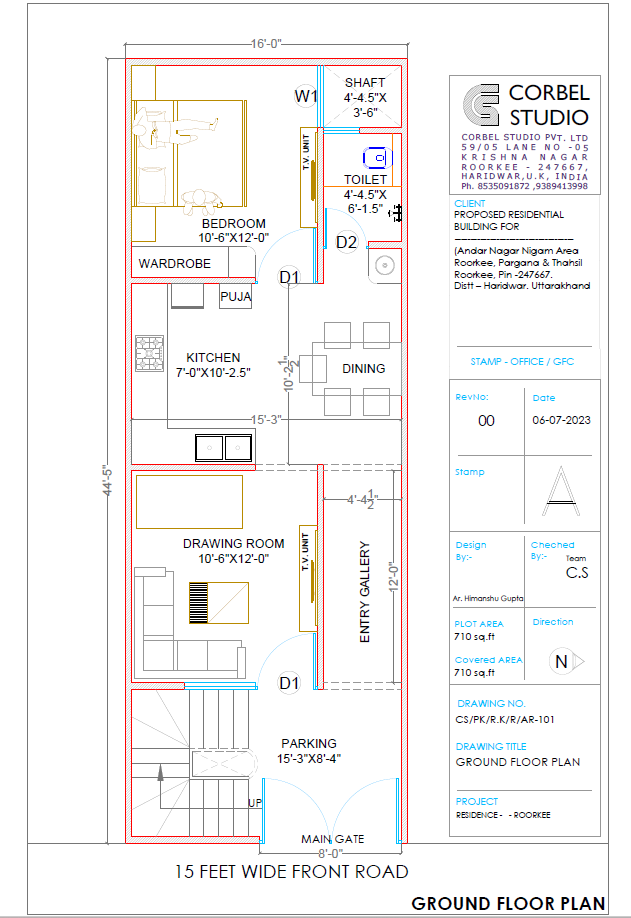 16'-0"
SHAFT
4'-4.5"X
3'-6"
W1
T.V. UNIT
TOILET
4'-4.5"X
6'-1.5"
BEDROOM
10'-6"X12'-0"
D2
WARDROBE
D1
PUJA
KITCHEN
7'-0"X10'-2.5"
10'-2 1/2"
DINING
15'-3"
44'-5"
4'-4 1/2"
DRAWING ROOM
10'-6"X12'-0"
T.V. UNIT
ENTRY GALLERY
12'-0"
D1
PARKING
15'-3"X8'-4"
UP
MAIN GATE
8'-0"
15 FEET WIDE FRONT ROAD
CORBEL
STUDIO
CORBEL STUDIO PVT. LTD
59/05 LANE NO -05
KRISHNA NAGAR
ROORKEE - 247667,
HARIDWAR,U.K, INDIA
Ph. 8535091872 ,9389413998
CLIENT
PROPOSED RESIDENTIAL
BUILDING FOR
(Andar Nagar Nigam Area
Roorkee, Pargana & Thahsil
Roorkee, Pin -247667.
Distt – Haridwar. Uttarakhand
STAMP - OFFICE / GFC
RevNo:
00
Date
06-07-2023
Stamp
A
Design
By:-
Ar. Himanshu Gupta
Cheched
By:-
Team
C.S
PLOT AREA
710 sq.ft
Covered AREA
710 sq.ft
Direction
N
DRAWING NO.
CS/PK/R.K/R/AR-101
DRAWING TITLE
GROUND FLOOR PLAN
PROJECT
RESIDENCE - - ROORKEE
GROUND FLOOR PLAN